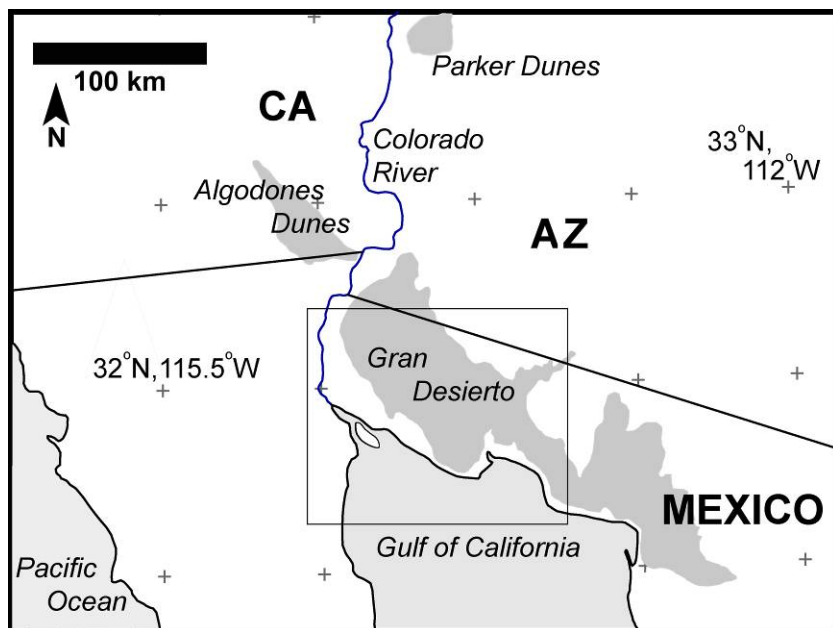 Parker Dunes
100 km
CA
N
Colorado
River
33°N,
112°W
Algodones
Dunes
AZ
32°N,115.5°W
Gran
Desierto
MEXICO
Gulf of California
Pacific
Ocean